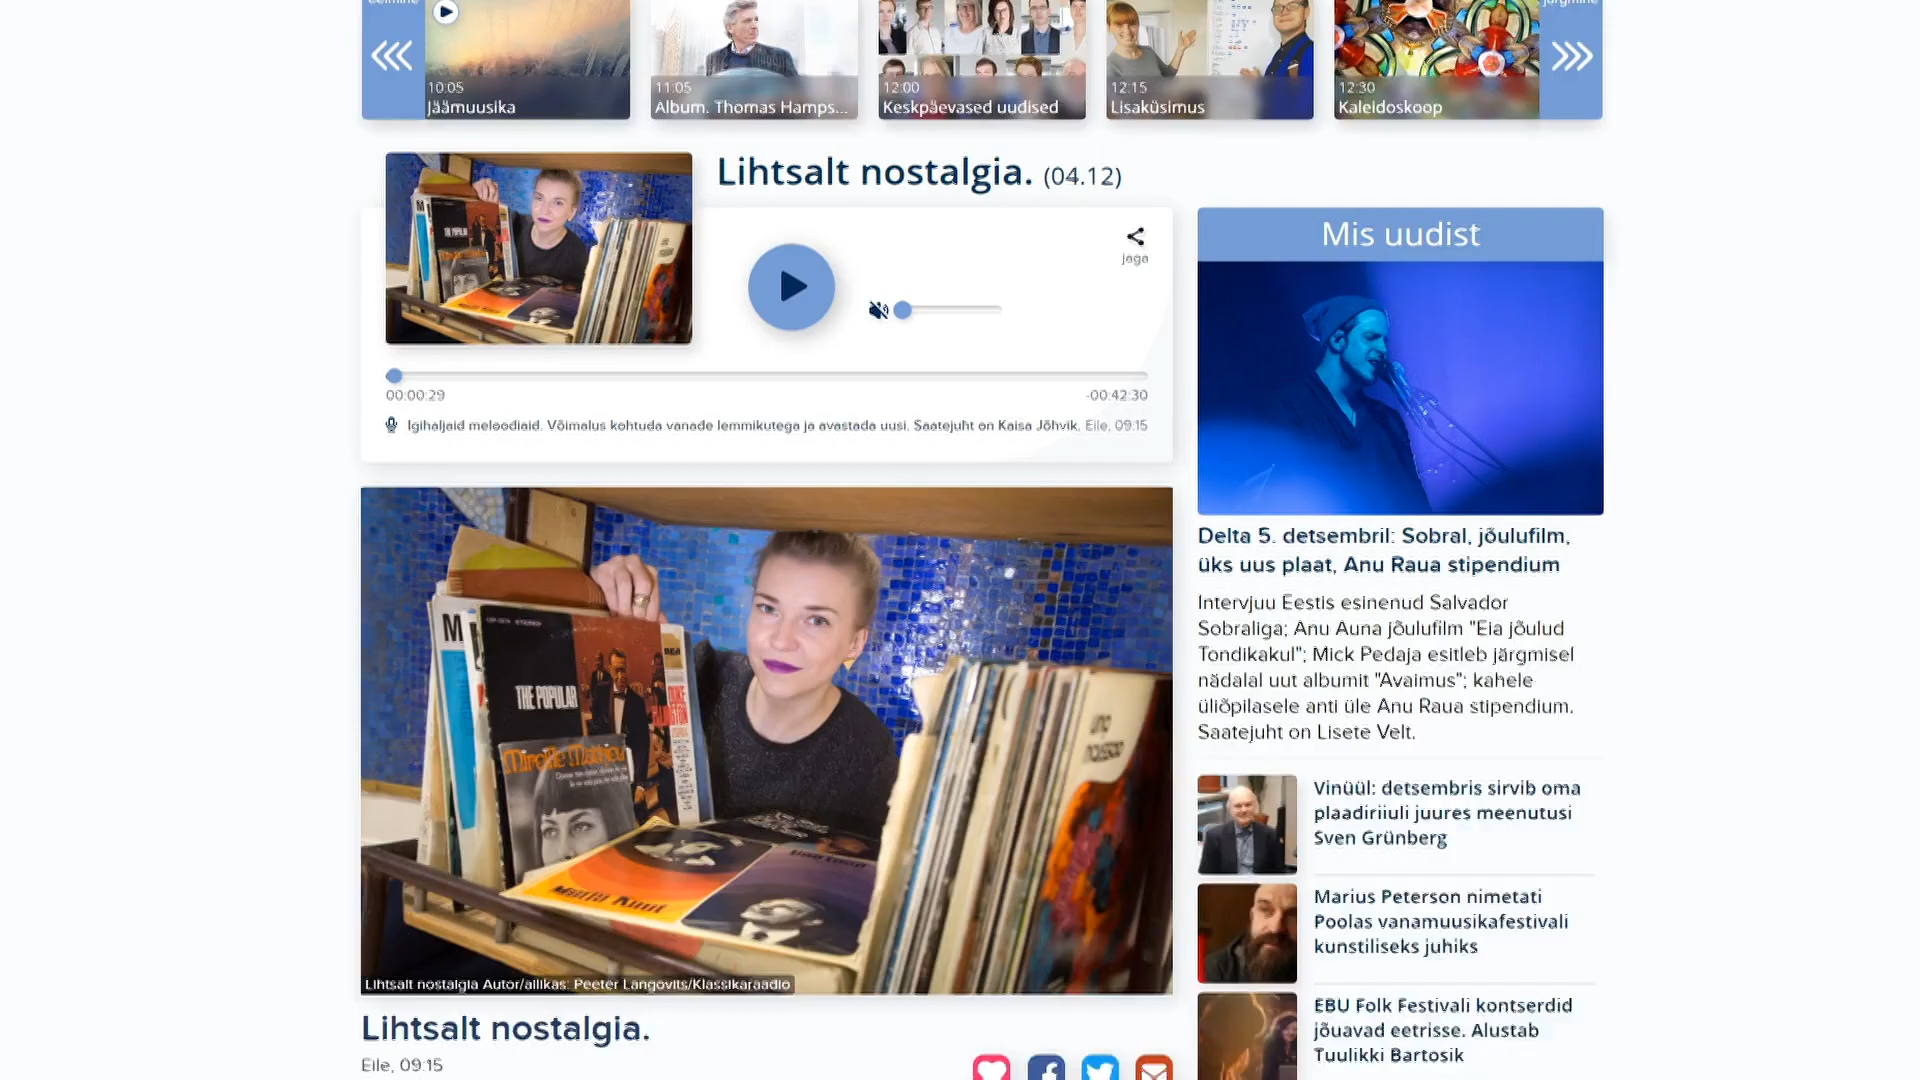 10:05
Jäämuusika
11:05
Album. Thomas Hamps...
12:00
Keskpäevased uudised
12:15
Lisaküsimus
12:30
Kaleidoskoop
Lihtsalt nostalgia. (04.12)
jaga
00:00:29
-00:42:30
Igihaljaid meloodiaid. Võimalus kohtuda vanade lemmikutega ja avastada uusi. Saatejuht on Kaisa Jõhvik. Eile, 09:15
THE POPULAR
DUKE
RCA
Mireille Mathieu
Marju Kuut
Lihtsalt nostalgia Autor/allikas: Peeter Langovits/Klassikaraadio
Lihtsalt nostalgia.
Eile, 09:15
Mis uudist
Delta 5. detsembril: Sobral, jõulufilm,
üks uus plaat, Anu Raua stipendium
Intervjuu Eestis esinenud Salvador
Sobraliga; Anu Auna jõulufilm "Eia jõulud
Tondikakul"; Mick Pedaja esitleb järgmisel
nädalal uut albumit "Avaimus"; kahele
üliõpilasele anti üle Anu Raua stipendium.
Saatejuht on Lisete Velt.
Vinüül: detsembris sirvib oma
plaadiriiuli juures meenutusi
Sven Grünberg
Marius Peterson nimetati
Poolas vanamuusikafestivali
kunstiliseks juhiks
EBU Folk Festivali kontserdid
jõuavad eetrisse. Alustab
Tuulikki Bartosik